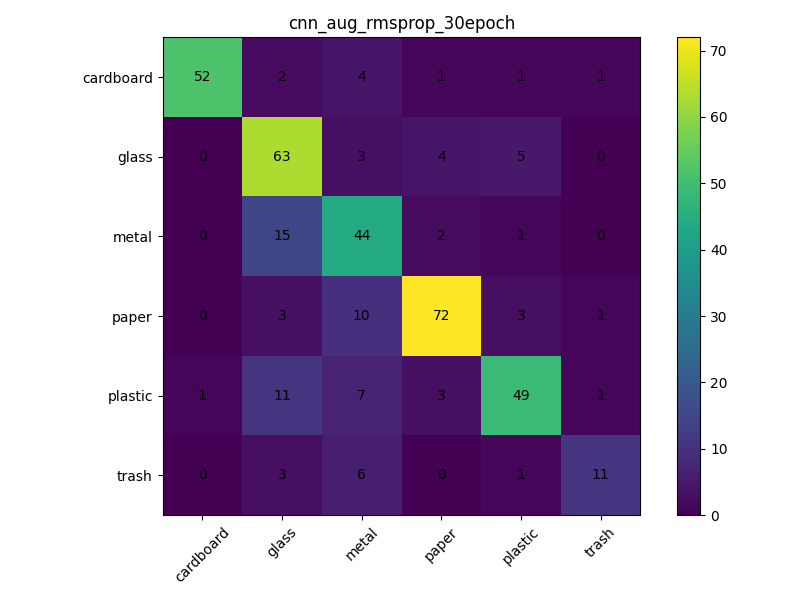 cnn_aug_rmsprop_30epoch
cardboard 52 2 4 1 1 1
glass 0 63 3 4 5 0
metal 0 15 44 2 1 0
paper 0 3 10 72 3 1
plastic 1 11 7 3 49 1
trash 0 3 6 0 1 11
cardboard glass metal paper plastic trash
70
60
50
40
30
20
10
0